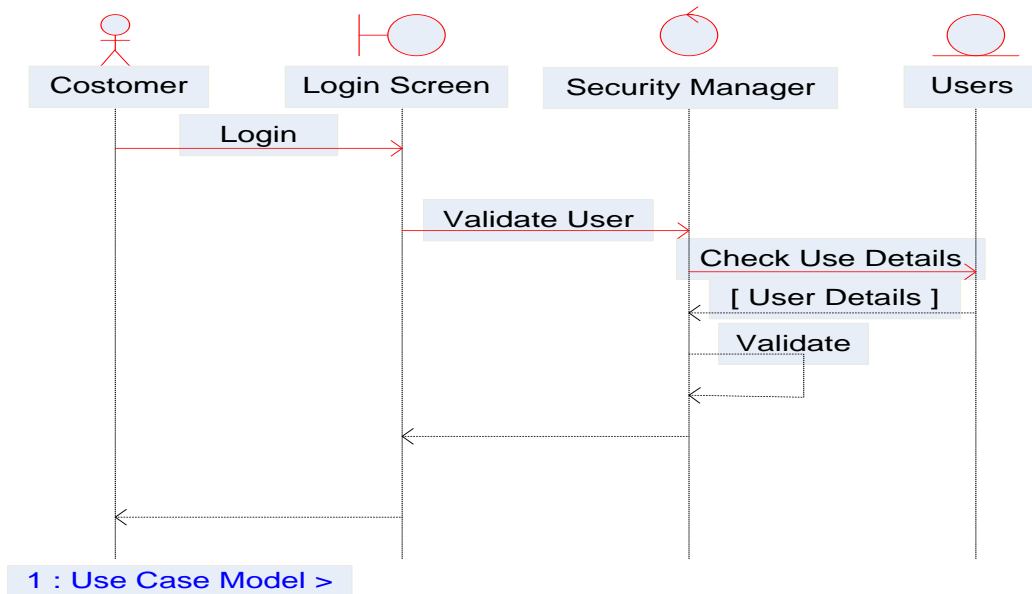 Costomer
Login Screen
Security Manager
Users
Login
Validate User
Check Use Details
[ User Details ]
Validate
1 : Use Case Model >